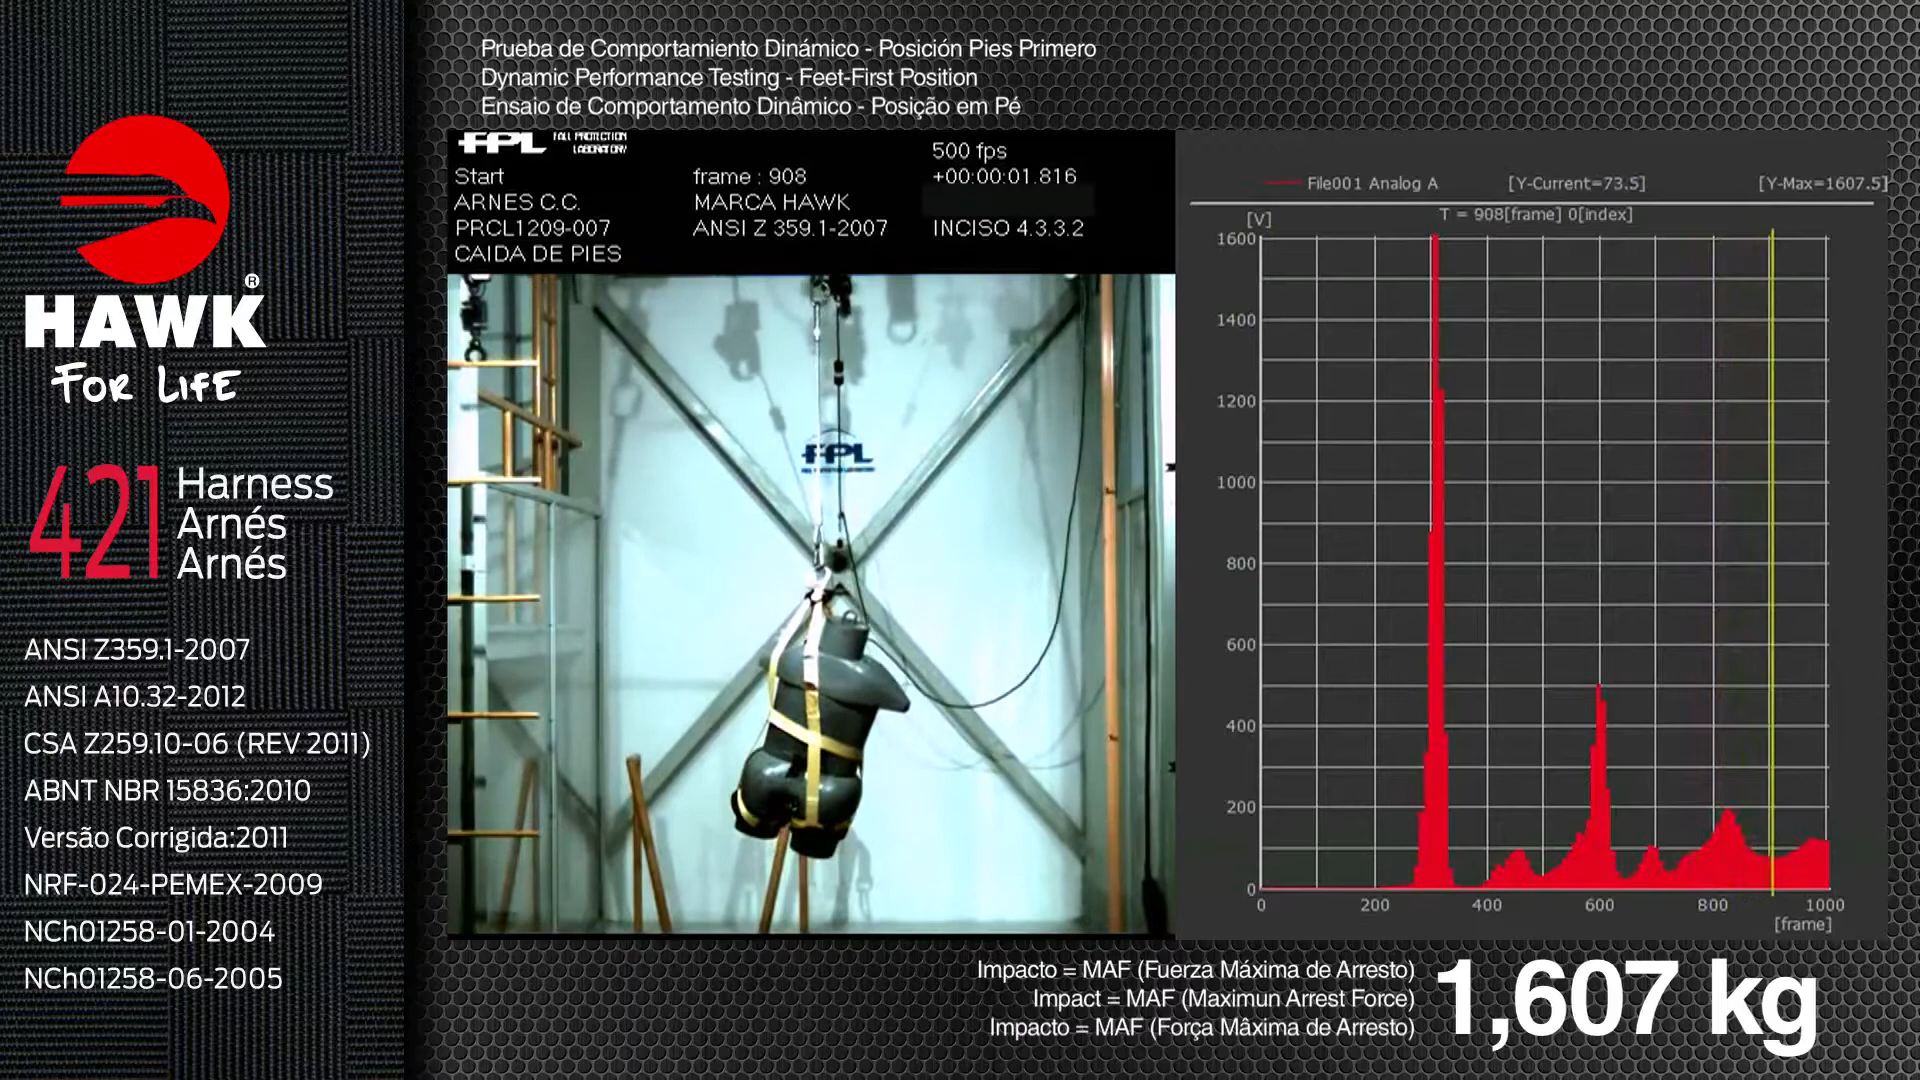 Prueba de Comportamiento Dinámico - Posición Pies Primero
Dynamic Performance Testing - Feet-First Position
Ensaio de Comportamento Dinâmico - Posição em Pé
HAWK®
FOR LIFE
421
Harness
Arnés
Arnés
ANSI Z359.1-2007
ANSI A10.32-2012
CSA Z259.10-06 (REV 2011)
ABNT NBR 15836:2010
Versão Corrigida:2011
NRF-024-PEMEX-2009
NCh01258-01-2004
NCh01258-06-2005
FPL FALL PROTECTION LABORATORY
500 fps
Start frame : 908 +00:00:01.816
ARNES C.C. MARCA HAWK
PRCL1209-007 ANSI Z 359.1-2007 INCISO 4.3.3.2
CAIDA DE PIES
FPL
File001 Analog A [Y-Current=73.5] [Y-Max=1607.5]
T = 908[frame] 0[index]
[V]
1600
1400
1200
1000
800
600
400
200
0
0 200 400 600 800 1000
[frame]
Impacto = MAF (Fuerza Máxima de Arresto)
Impact = MAF (Maximun Arrest Force)
Impacto = MAF (Força Mâxima de Arresto)
1,607 kg